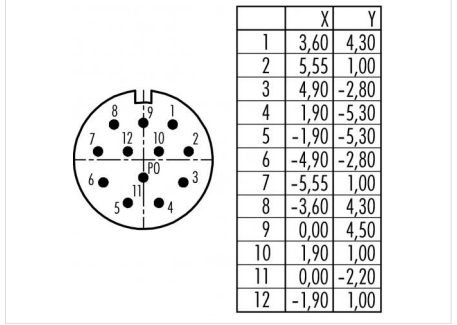 8 9 1
7 12 10 2
P0
6 11 3
5 4
X Y
1 3,60 4,30
2 5,55 1,00
3 4,90 -2,80
4 1,90 -5,30
5 -1,90 -5,30
6 -4,90 -2,80
7 -5,55 1,00
8 -3,60 4,30
9 0,00 4,50
10 1,90 1,00
11 0,00 -2,20
12 -1,90 1,00